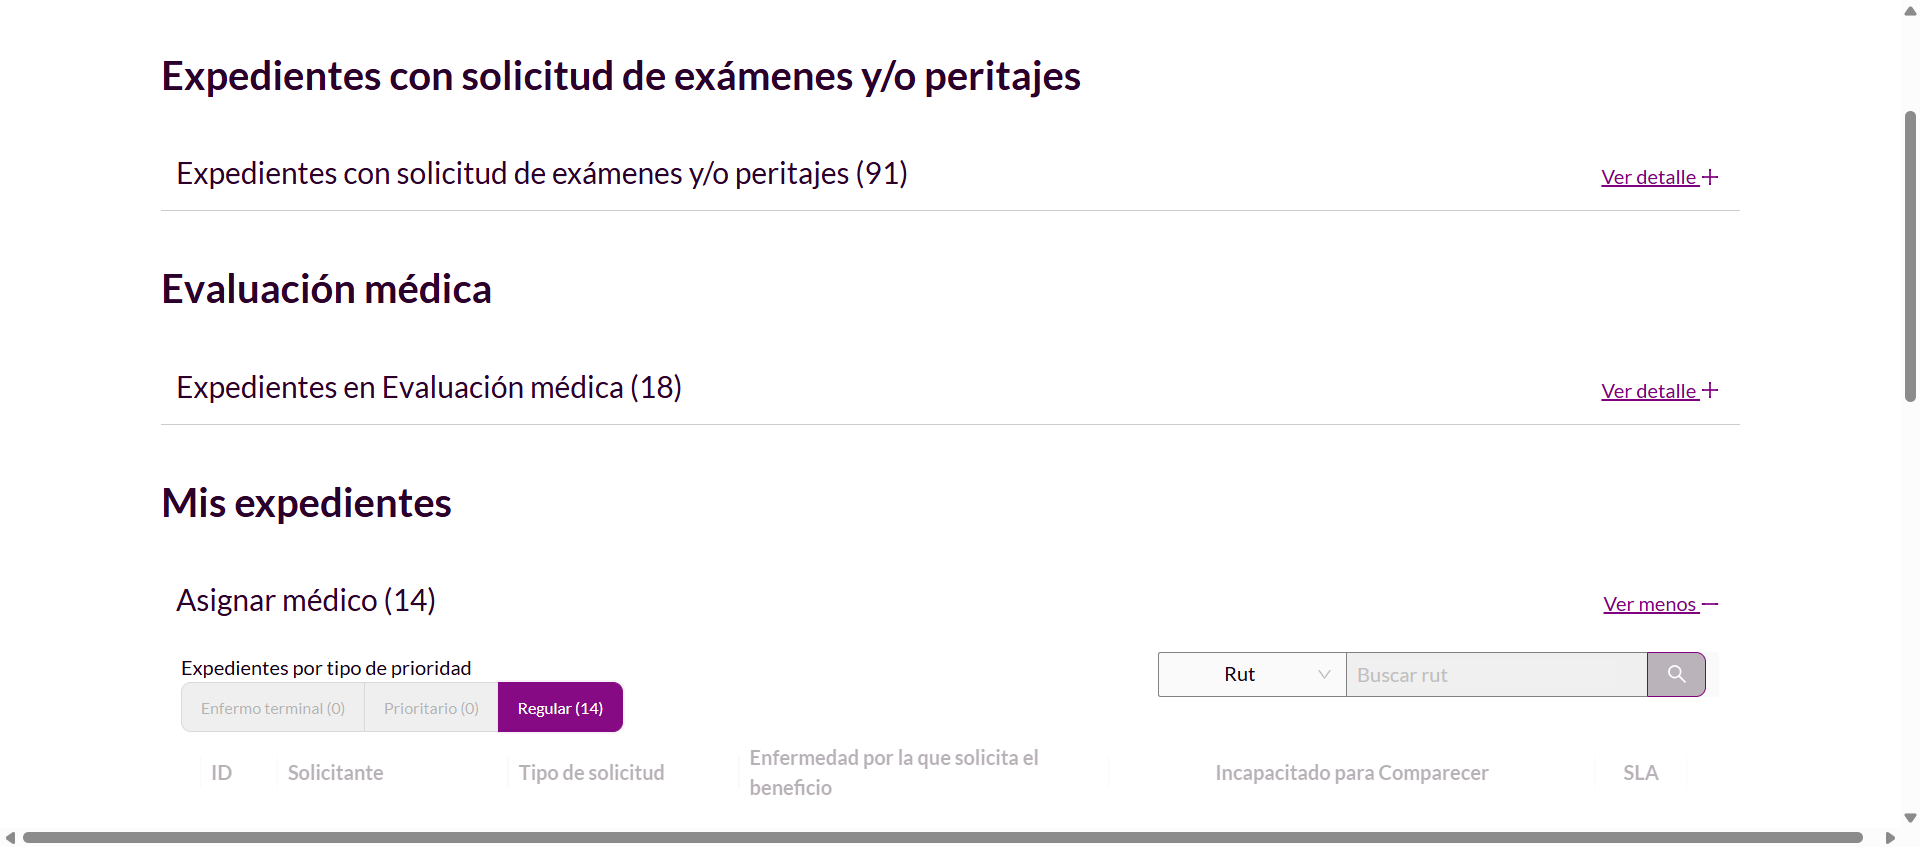 Expedientes con solicitud de exámenes y/o peritajes
Expedientes con solicitud de exámenes y/o peritajes (91)
Ver detalle
Evaluación médica
Expedientes en Evaluación médica (18)
Ver detalle
Mis expedientes
Asignar médico (14)
Ver menos
Expedientes por tipo de prioridad
Enfermo terminal (0)
Prioritario (0)
Regular (14)
Rut
Buscar rut
ID
Solicitante
Tipo de solicitud
Enfermedad por la que solicita el
beneficio
Incapacitado para Comparecer
SLA